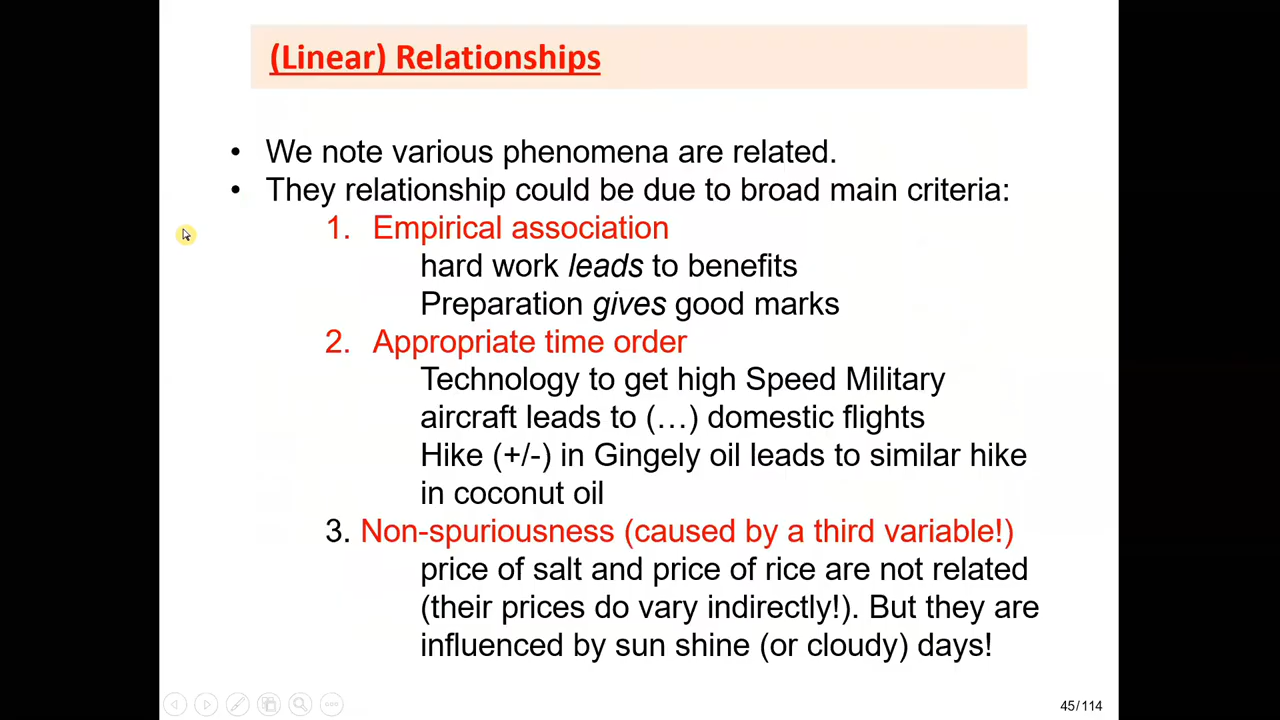 (Linear) Relationships
• We note various phenomena are related.
• They relationship could be due to broad main criteria:
1. Empirical association
hard work leads to benefits
Preparation gives good marks
2. Appropriate time order
Technology to get high Speed Military
aircraft leads to (…) domestic flights
Hike (+/-) in Gingely oil leads to similar hike
in coconut oil
3. Non-spuriousness (caused by a third variable!)
price of salt and price of rice are not related
(their prices do vary indirectly!). But they are
influenced by sun shine (or cloudy) days!
45/114